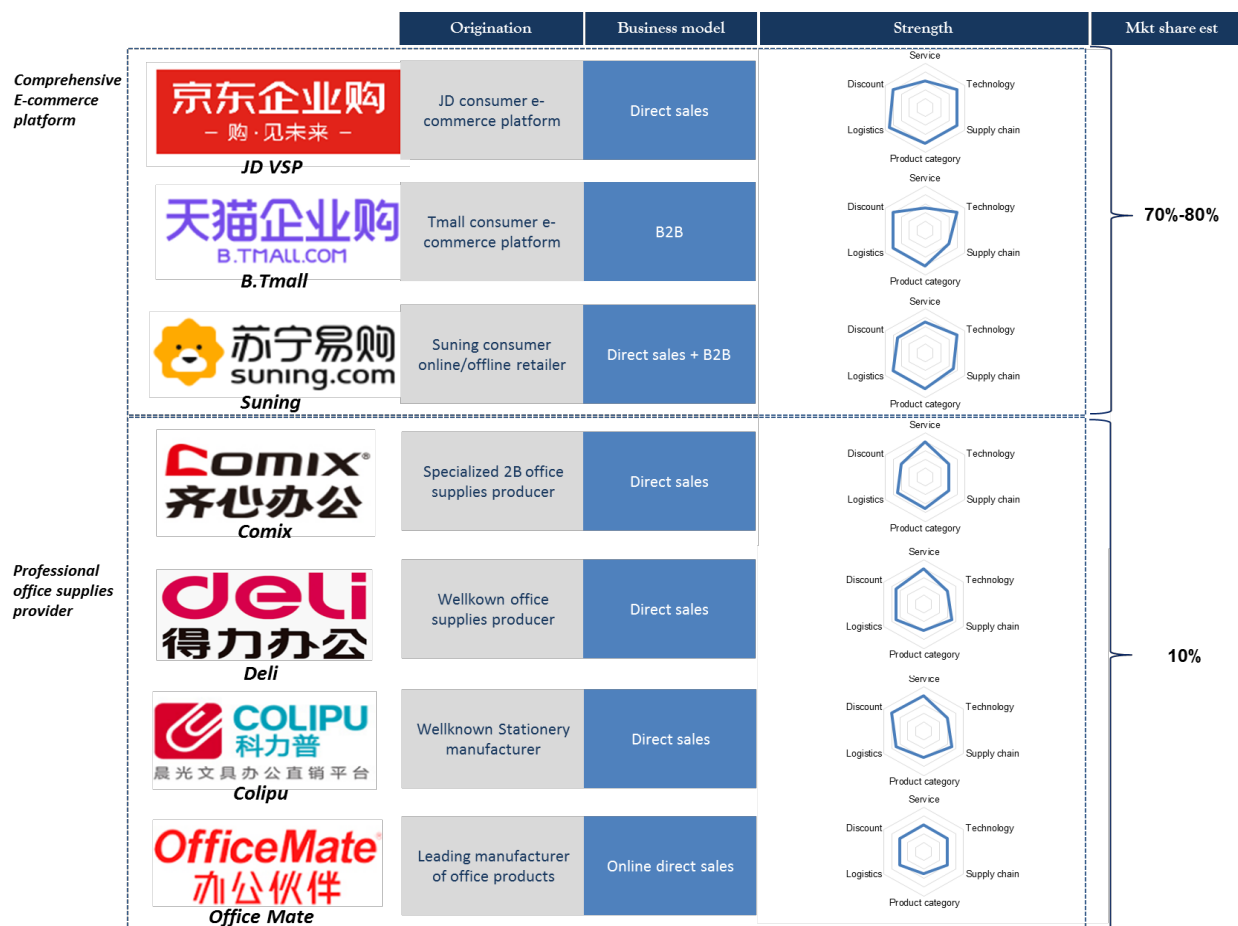 Origination
Business model
Strength
Mkt share est
Comprehensive
E-commerce
platform
京东企业购
– 购·见未来 –
JD VSP
JD consumer e-
commerce platform
Direct sales
Service
Discount
Technology
Logistics
Supply chain
Product category
天猫企业购
B.TMALL.COM
B.Tmall
Tmall consumer e-
commerce platform
B2B
Service
Discount
Technology
Logistics
Supply chain
Product category
70%-80%
苏宁易购
suning.com
Suning
Suning consumer
online/offline retailer
Direct sales + B2B
Service
Discount
Technology
Logistics
Supply chain
Product category
Professional
office supplies
provider
Comix®
齐心办公
Comix
Specialized 2B office
supplies producer
Direct sales
Service
Discount
Technology
Logistics
Supply chain
Product category
deli
得力办公
Deli
Wellkown office
supplies producer
Direct sales
Service
Discount
Technology
Logistics
Supply chain
Product category
10%
COLIPU
科力普
晨光文具办公直销平台
Colipu
Wellknown Stationery
manufacturer
Direct sales
Service
Discount
Technology
Logistics
Supply chain
Product category
OfficeMate®
办公伙伴
Office Mate
Leading manufacturer
of office products
Online direct sales
Service
Discount
Technology
Logistics
Supply chain
Product category